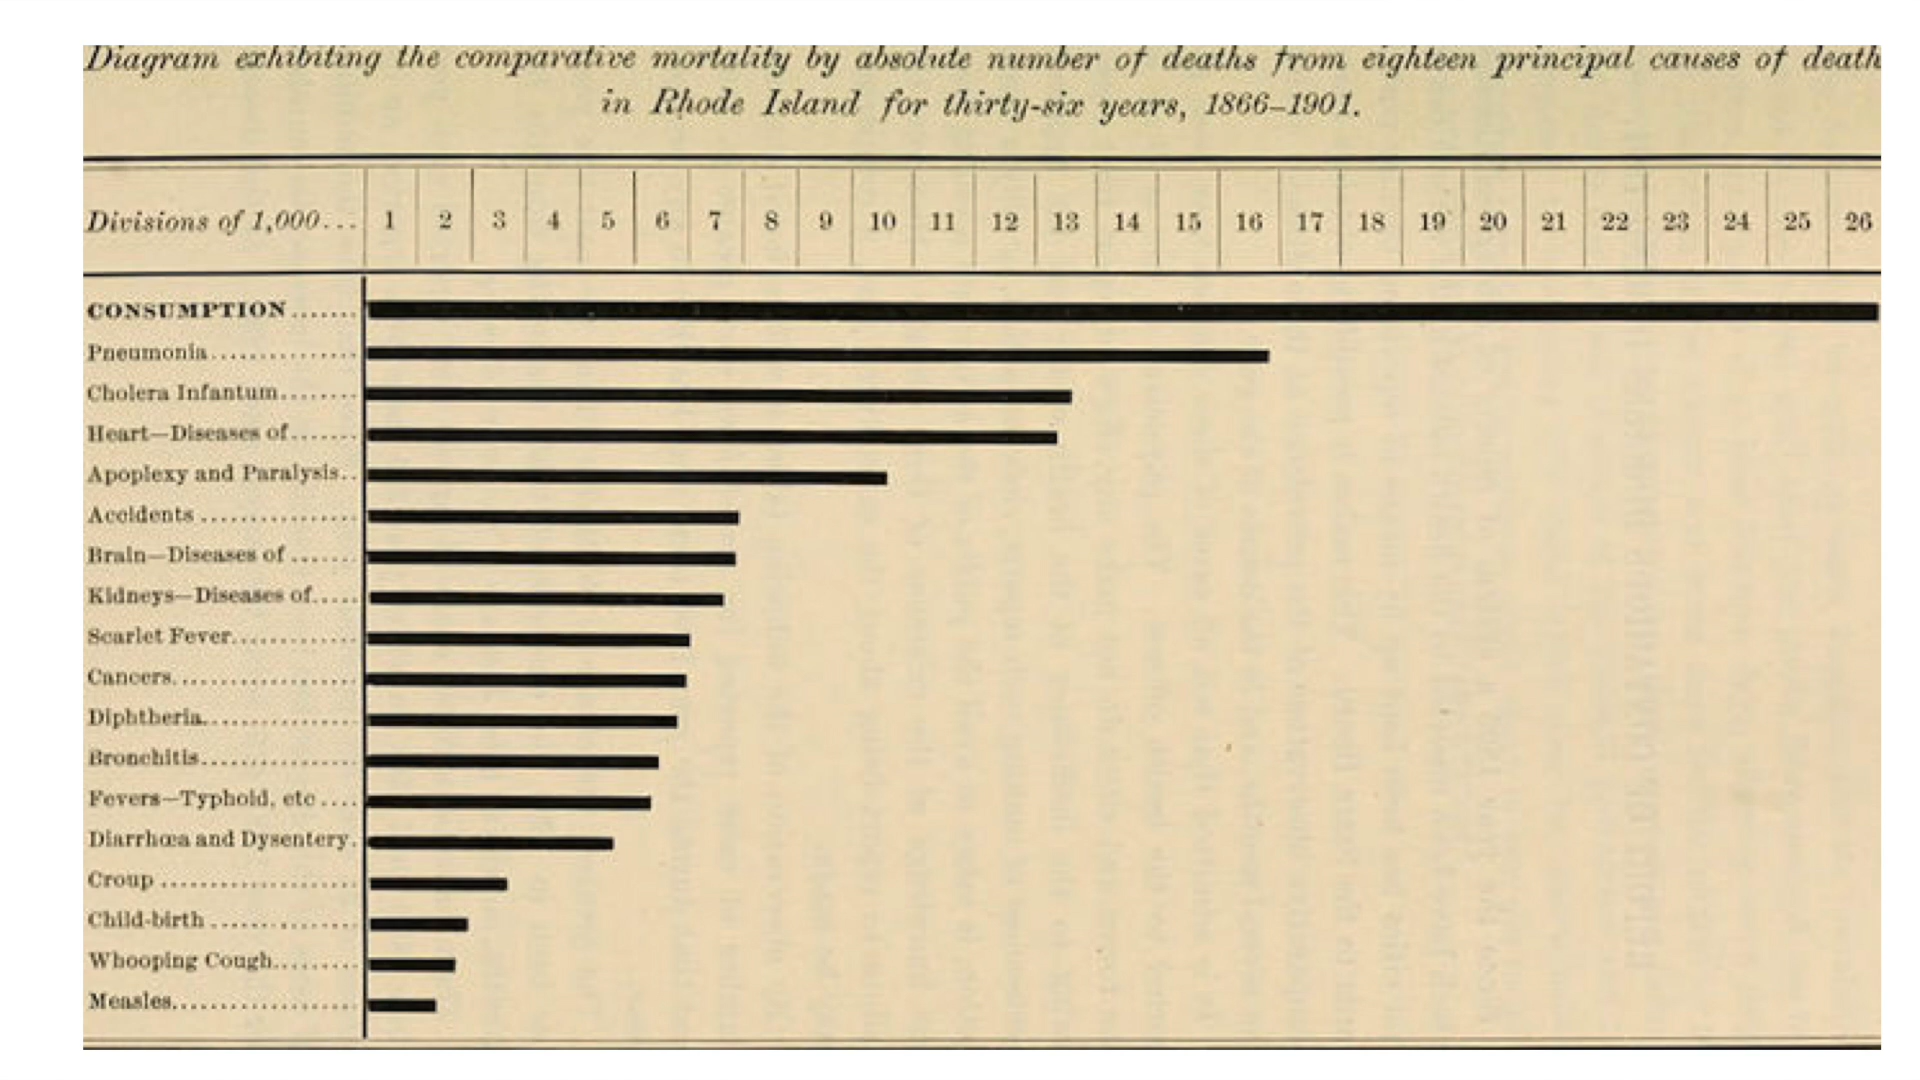 Diagram exhibiting the comparative mortality by absolute number of deaths from eighteen principal causes of death
in Rhode Island for thirty-six years, 1866–1901.
Divisions of 1,000... 1 2 3 4 5 6 7 8 9 10 11 12 13 14 15 16 17 18 19 20 21 22 23 24 25 26
CONSUMPTION.......
Pneumonia...............
Cholera Infantum........
Heart—Diseases of.......
Apoplexy and Paralysis..
Accidents ................
Brain—Diseases of .......
Kidneys—Diseases of.....
Scarlet Fever.............
Cancers...................
Diphtheria................
Bronchitis................
Fevers—Typhoid, etc ....
Diarrhœa and Dysentery.
Croup ....................
Child-birth ...............
Whooping Cough.........
Measles...................